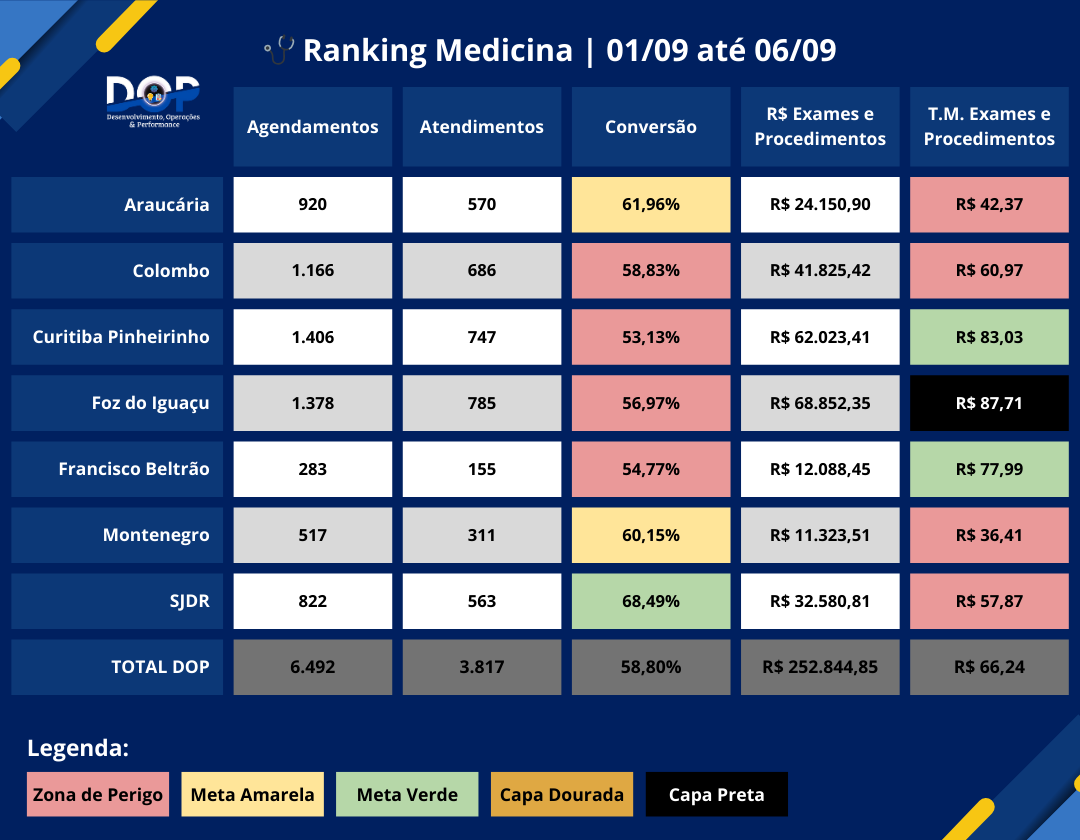 Ranking Medicina | 01/09 até 06/09
DOP
Desenvolvimento, Operações
& Performance
Agendamentos Atendimentos Conversão R$ Exames e Procedimentos T.M. Exames e Procedimentos
Araucária 920 570 61,96% R$ 24.150,90 R$ 42,37
Colombo 1.166 686 58,83% R$ 41.825,42 R$ 60,97
Curitiba Pinheirinho 1.406 747 53,13% R$ 62.023,41 R$ 83,03
Foz do Iguaçu 1.378 785 56,97% R$ 68.852,35 R$ 87,71
Francisco Beltrão 283 155 54,77% R$ 12.088,45 R$ 77,99
Montenegro 517 311 60,15% R$ 11.323,51 R$ 36,41
SJDR 822 563 68,49% R$ 32.580,81 R$ 57,87
TOTAL DOP 6.492 3.817 58,80% R$ 252.844,85 R$ 66,24
Legenda:
Zona de Perigo Meta Amarela Meta Verde Capa Dourada Capa Preta